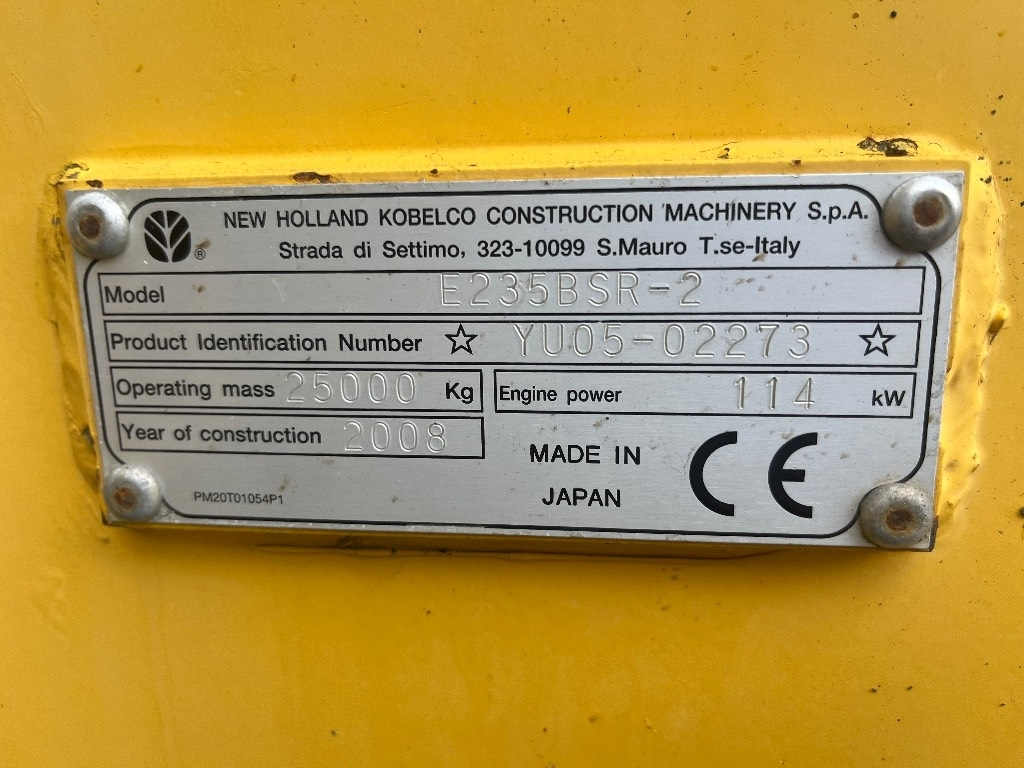 NEW HOLLAND KOBELCO CONSTRUCTION MACHINERY S.p.A.
®
Strada di Settimo, 323-10099 S.Mauro T.se-Italy
Model E235BSR-2
Product Identification Number ☆ YU05-02273 ☆
Operating mass 25000 Kg Engine power 114 kW
Year of construction 2008
MADE IN
JAPAN
CE
PM20T01054P1